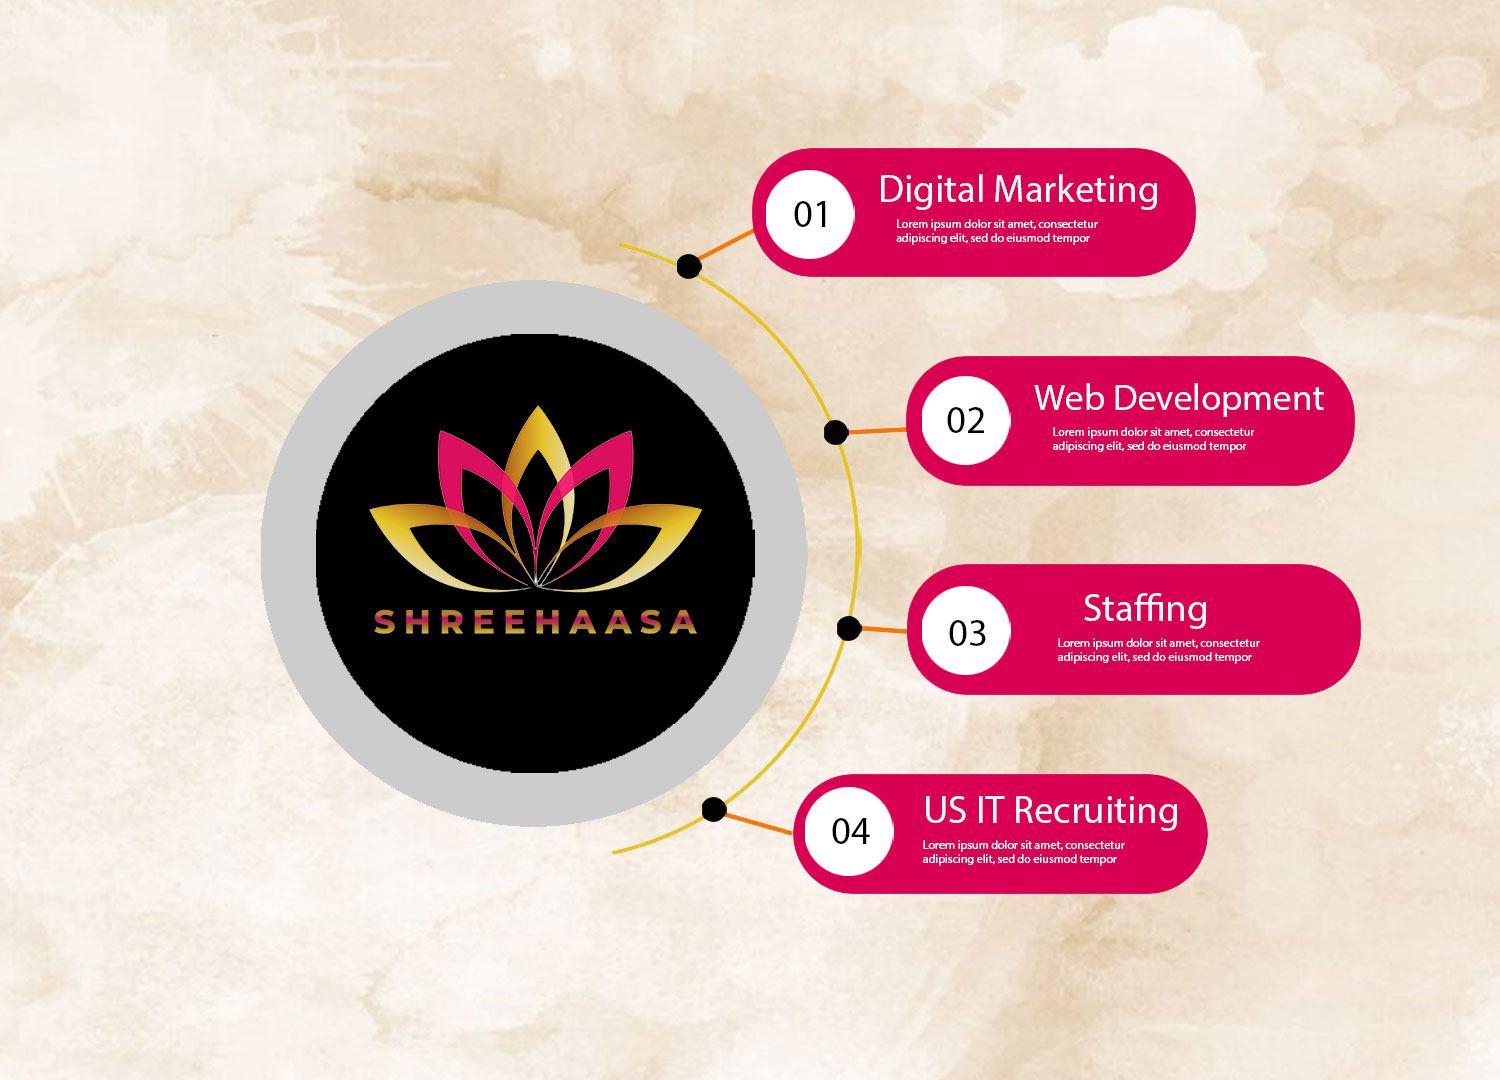 SHREEHAASA
01
Digital Marketing
Lorem ipsum dolor sit amet, consectetur
adipiscing elit, sed do eiusmod tempor
02
Web Development
Lorem ipsum dolor sit amet, consectetur
adipiscing elit, sed do eiusmod tempor
03
Staffing
Lorem ipsum dolor sit amet, consectetur
adipiscing elit, sed do eiusmod tempor
04
US IT Recruiting
Lorem ipsum dolor sit amet, consectetur
adipiscing elit, sed do eiusmod tempor